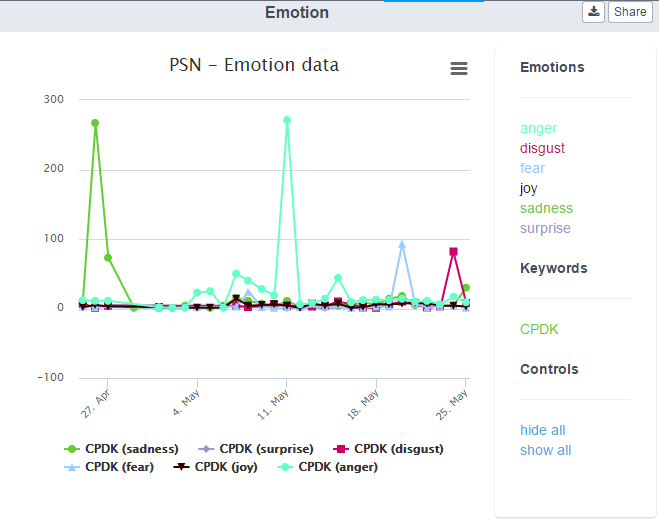 Emotion
Share
PSN - Emotion data
300
200
100
0
-100
27. Apr
4. May
11. May
18. May
25. May
CPDK (sadness) CPDK (surprise) CPDK (disgust)
CPDK (fear) CPDK (joy) CPDK (anger)
Emotions
anger
disgust
fear
joy
sadness
surprise
Keywords
CPDK
Controls
hide all
show all